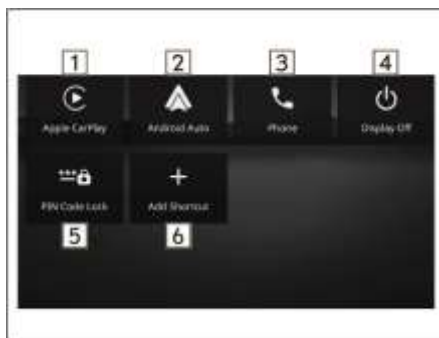 1 2 3 4
Apple CarPlay Android Auto Phone Display Off
*** 
PIN Code Lock Add Shortcut
5 6